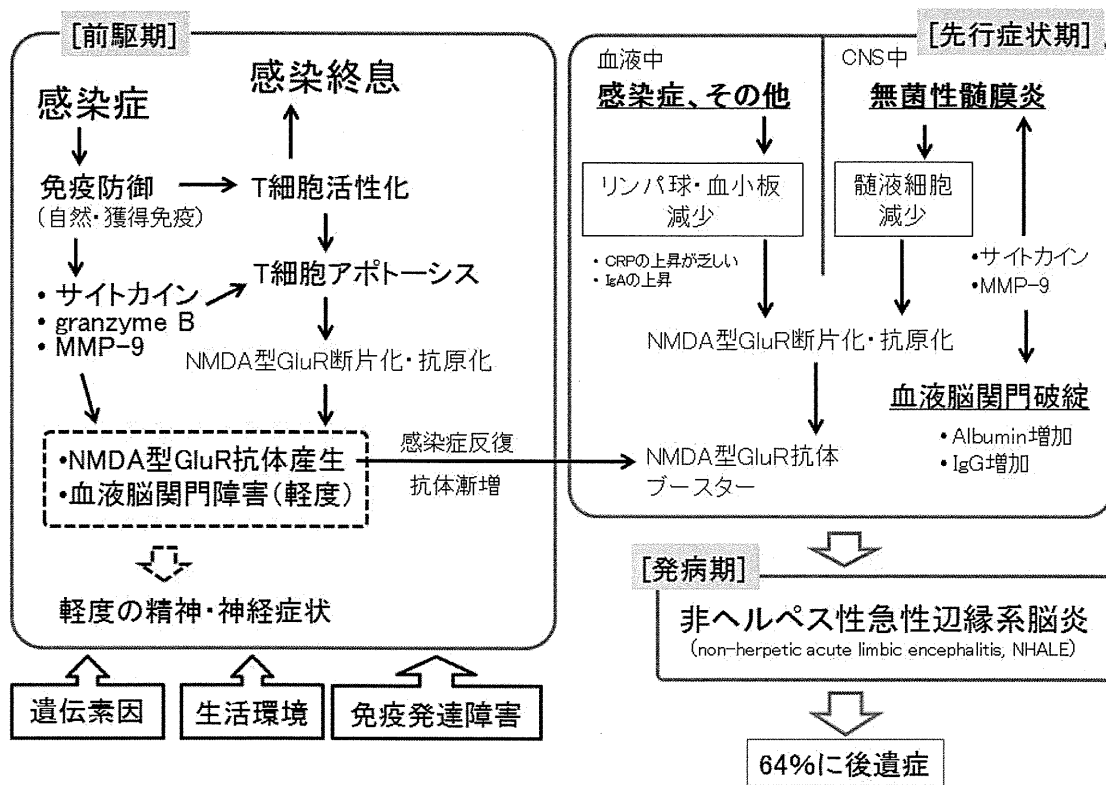 [前駆期]
感染症
感染終息
免疫防御
(自然・獲得免疫)
T細胞活性化
T細胞アポトーシス
• サイトカイン
• granzyme B
• MMP-9
NMDA型GluR断片化・抗原化
•NMDA型GluR抗体産生
•血液脳関門障害(軽度)
軽度の精神・神経症状
遺伝素因
生活環境
免疫発達障害
感染症反復
抗体漸増
[先行症状期]
血液中
感染症、その他
リンパ球・血小板
減少
• CRPの上昇が乏しい
• IgAの上昇
CNS中
無菌性髄膜炎
髄液細胞
減少
•サイトカイン
•MMP-9
NMDA型GluR断片化・抗原化
NMDA型GluR抗体
ブースター
血液脳関門破綻
• Albumin増加
• IgG増加
[発病期]
非ヘルペス性急性辺縁系脳炎
(non-herpetic acute limbic encephalitis, NHALE)
64%に後遺症